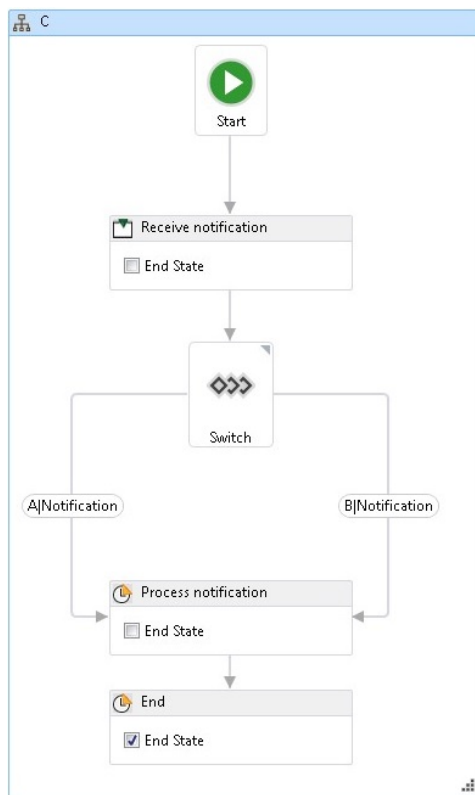 C
Start
Receive notification
End State
Switch
A|Notification
B|Notification
Process notification
End State
End
End State